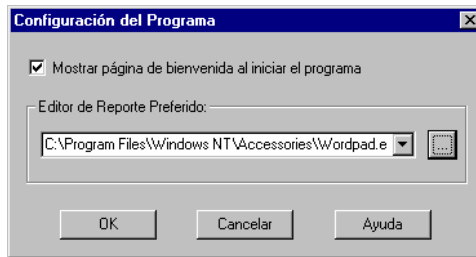 Configuración del Programa
Mostrar página de bienvenida al iniciar el programa
Editor de Reporte Preferido:
C:\Program Files\Windows NT\Accessories\Wordpad.e
...
OK
Cancelar
Ayuda